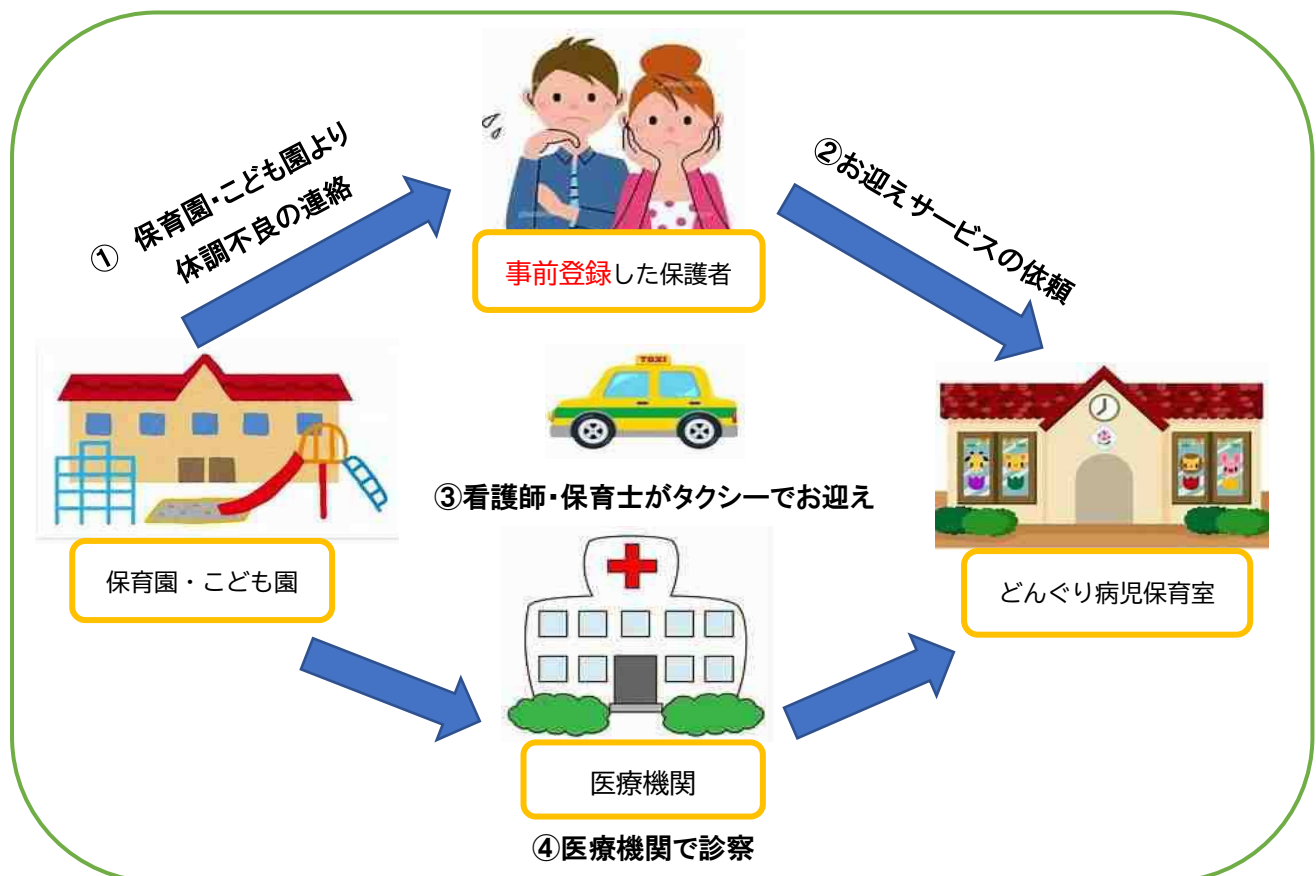 ① 保育園・こども園より
体調不良の連絡
②お迎えサービスの依頼
事前登録した保護者
TAXI
③看護師・保育士がタクシーでお迎え
保育園・こども園
どんぐり病児保育室
医療機関
④医療機関で診察